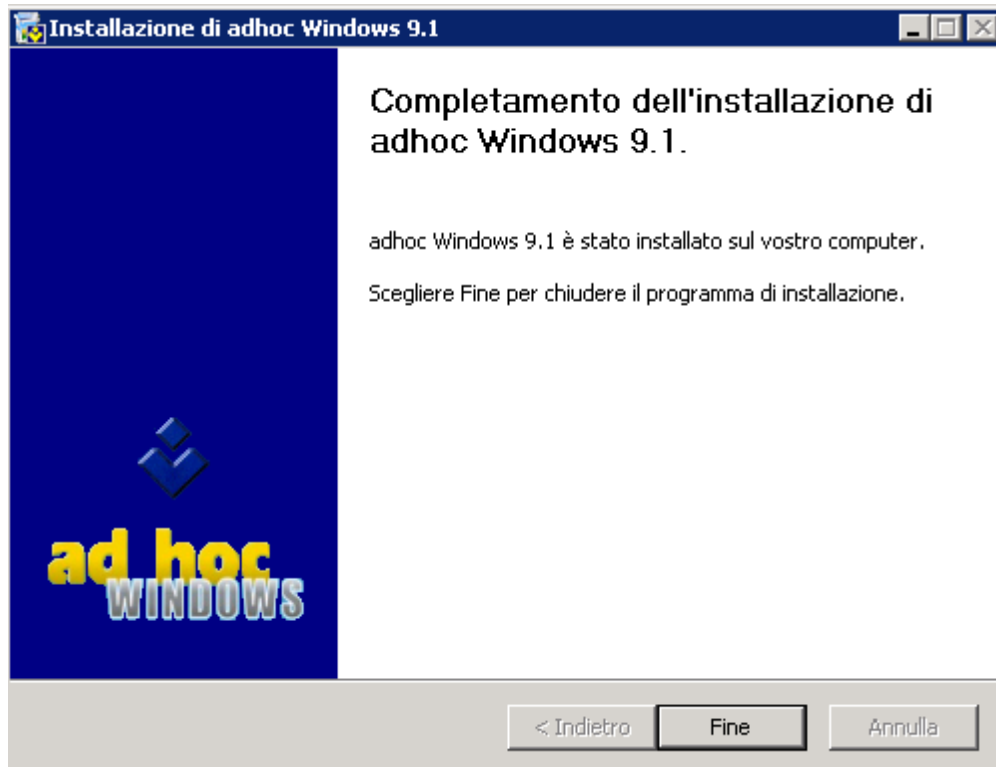 Installazione di adhoc Windows 9.1
Completamento dell'installazione di
adhoc Windows 9.1.
adhoc Windows 9.1 è stato installato sul vostro computer.
Scegliere Fine per chiudere il programma di installazione.
ad hoc
WINDOWS
< Indietro
Fine
Annulla